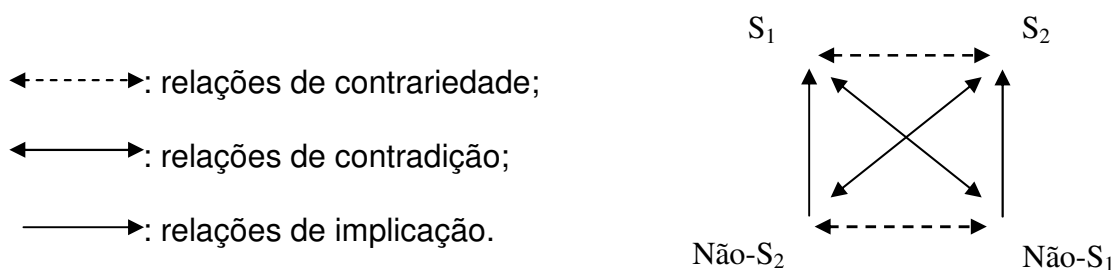 : relações de contrariedade;
: relações de contradição;
: relações de implicação.
S₁ S₂
Não-S₂ Não-S₁